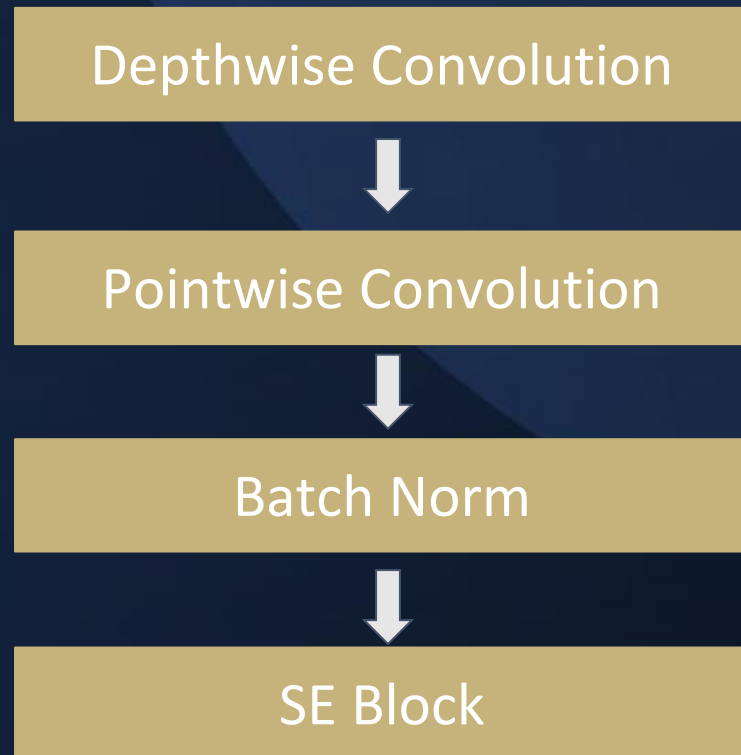 Depthwise Convolution
Pointwise Convolution
Batch Norm
SE Block